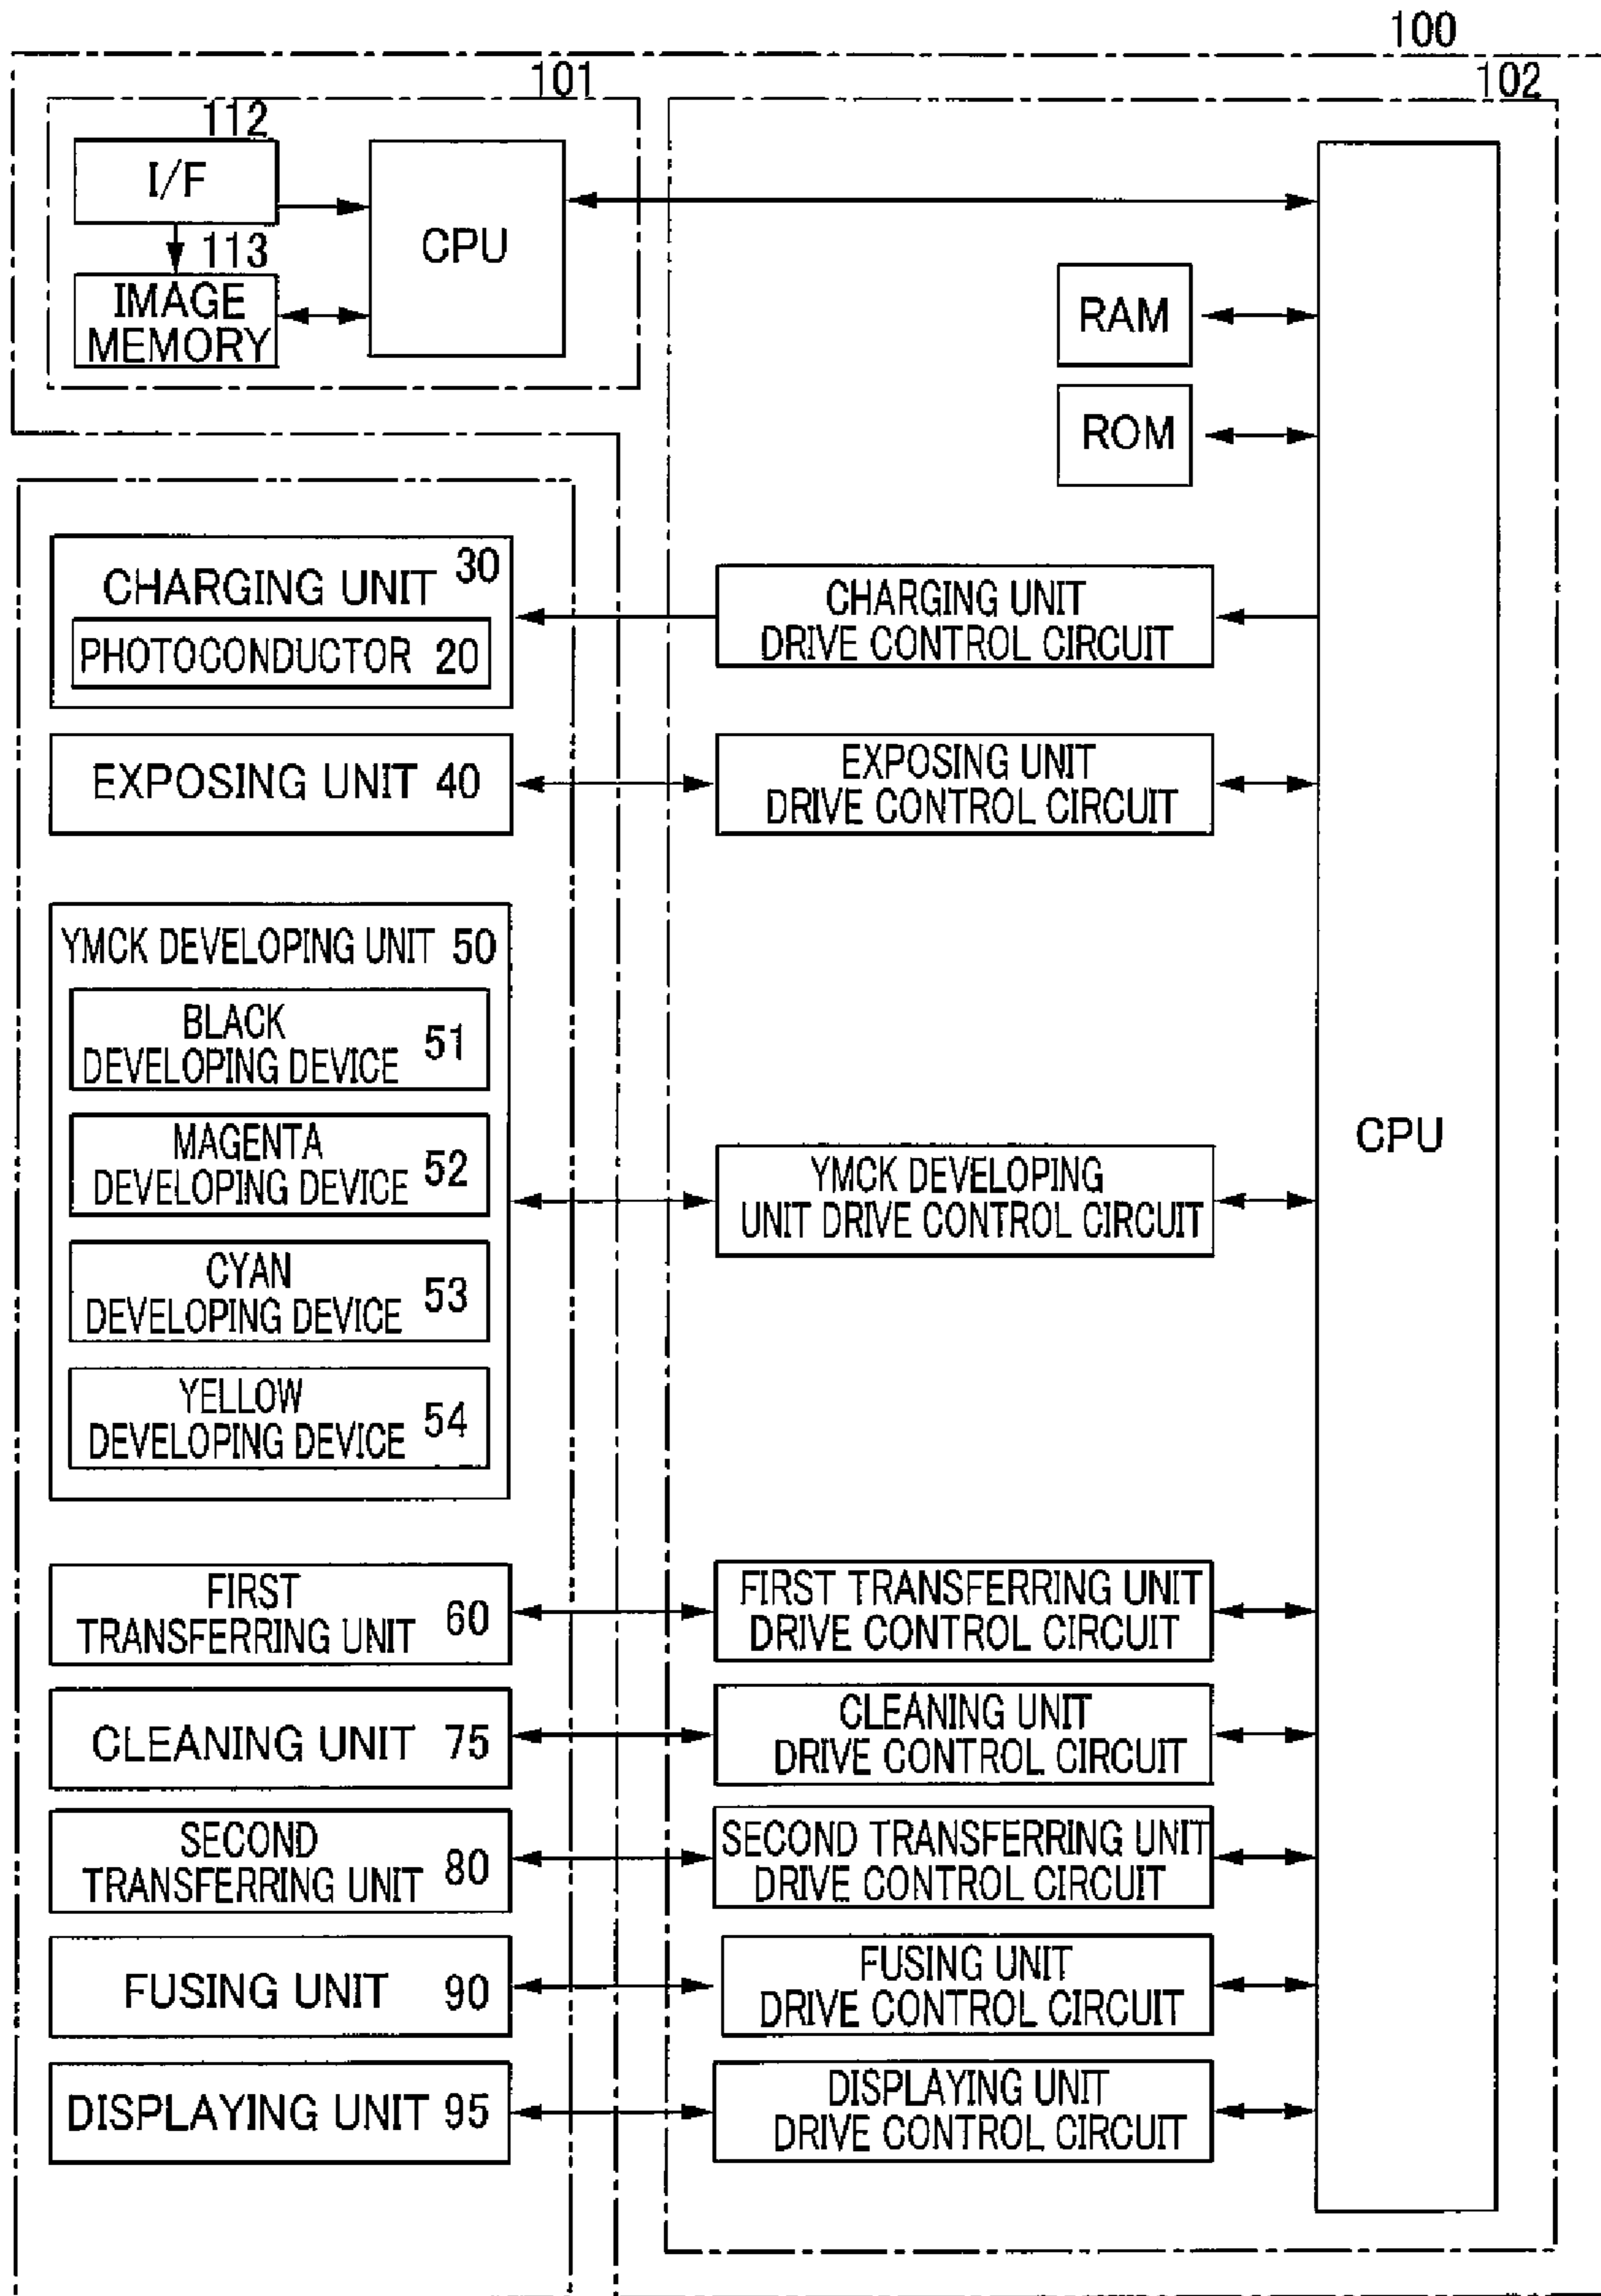 100
101
102
112
I/F
CPU
113
IMAGE
MEMORY
RAM
ROM
CHARGING UNIT 30
PHOTOCONDUCTOR 20
CHARGING UNIT
DRIVE CONTROL CIRCUIT
EXPOSING UNIT 40
EXPOSING UNIT
DRIVE CONTROL CIRCUIT
YMCK DEVELOPING UNIT 50
BLACK
DEVELOPING DEVICE 51
MAGENTA
DEVELOPING DEVICE 52
CYAN
DEVELOPING DEVICE 53
YELLOW
DEVELOPING DEVICE 54
YMCK DEVELOPING
UNIT DRIVE CONTROL CIRCUIT
CPU
FIRST
TRANSFERRING UNIT 60
FIRST TRANSFERRING UNIT
DRIVE CONTROL CIRCUIT
CLEANING UNIT 75
CLEANING UNIT
DRIVE CONTROL CIRCUIT
SECOND
TRANSFERRING UNIT 80
SECOND TRANSFERRING UNIT
DRIVE CONTROL CIRCUIT
FUSING UNIT 90
FUSING UNIT
DRIVE CONTROL CIRCUIT
DISPLAYING UNIT 95
DISPLAYING UNIT
DRIVE CONTROL CIRCUIT